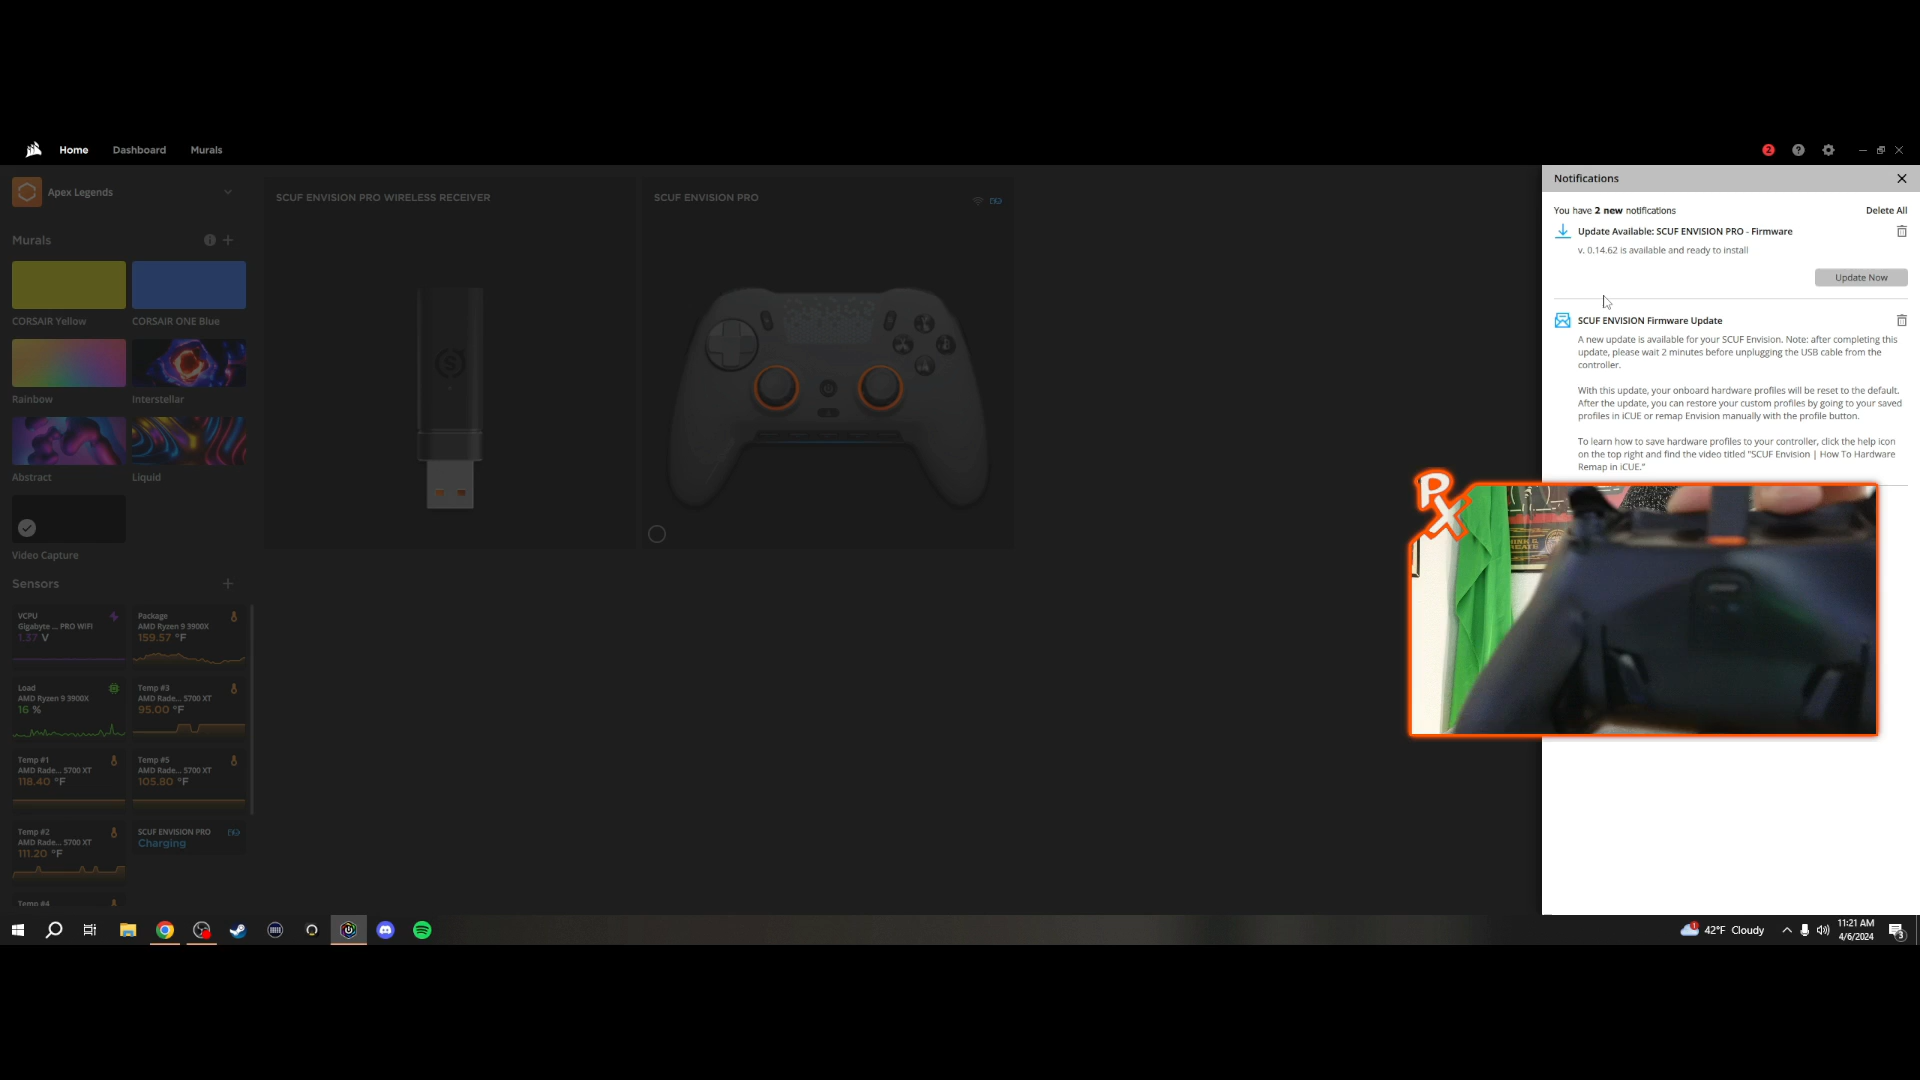 Home Dashboard Murals
2
Notifications
Apex Legends
SCUF ENVISION PRO WIRELESS RECEIVER
SCUF ENVISION PRO
You have 2 new notifications
Delete All
Update Available: SCUF ENVISION PRO - Firmware
v. 0.14.62 is available and ready to install
Update Now
Murals
CORSAIR Yellow
CORSAIR ONE Blue
Rainbow
Interstellar
Abstract
Liquid
Video Capture
SCUF ENVISION Firmware Update
A new update is available for your SCUF Envision. Note: after completing this
update, please wait 2 minutes before unplugging the USB cable from the
controller.
With this update, your onboard hardware profiles will be reset to the default.
After the update, you can restore your custom profiles by going to your saved
profiles in iCUE or remap Envision manually with the profile button.
To learn how to save hardware profiles to your controller, click the help icon
on the top right and find the video titled "SCUF Envision | How To Hardware
Remap in iCUE."
PX
Sensors
VCPU
Gigabyte ... PRO WIFI
1.37 V
Package
AMD Ryzen 9 3900X
159.57 °F
Load
AMD Ryzen 9 3900X
16 %
Temp #3
AMD Rade... 5700 XT
95.00 °F
Temp #1
AMD Rade... 5700 XT
118.40 °F
Temp #5
AMD Rade... 5700 XT
105.80 °F
Temp #2
AMD Rade... 5700 XT
111.20 °F
SCUF ENVISION PRO
Charging
Temp #4
42°F Cloudy
11:21 AM
4/6/2024
3